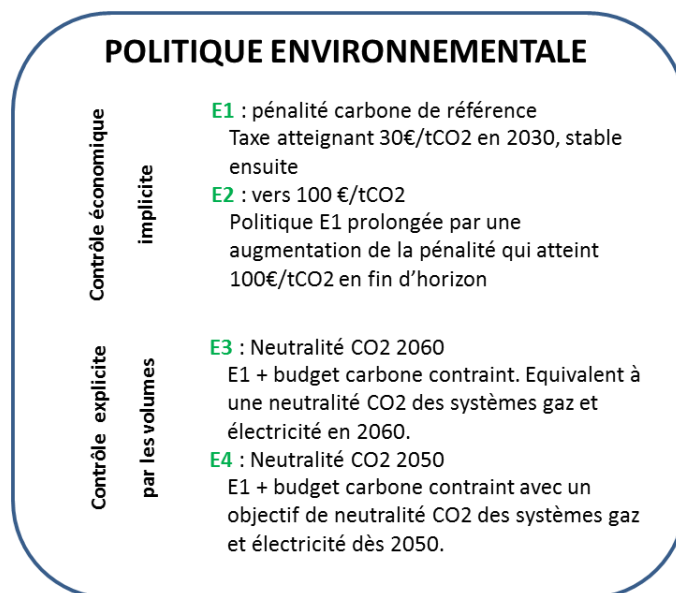 POLITIQUE ENVIRONNEMENTALE
Contrôle économique
implicite
E1 : pénalité carbone de référence
Taxe atteignant 30€/tCO2 en 2030, stable
ensuite
E2 : vers 100 €/tCO2
Politique E1 prolongée par une
augmentation de la pénalité qui atteint
100€/tCO2 en fin d’horizon
Contrôle explicite
par les volumes
E3 : Neutralité CO2 2060
E1 + budget carbone contraint. Equivalent à
une neutralité CO2 des systèmes gaz et
électricité en 2060.
E4 : Neutralité CO2 2050
E1 + budget carbone contraint avec un
objectif de neutralité CO2 des systèmes gaz
et électricité dès 2050.